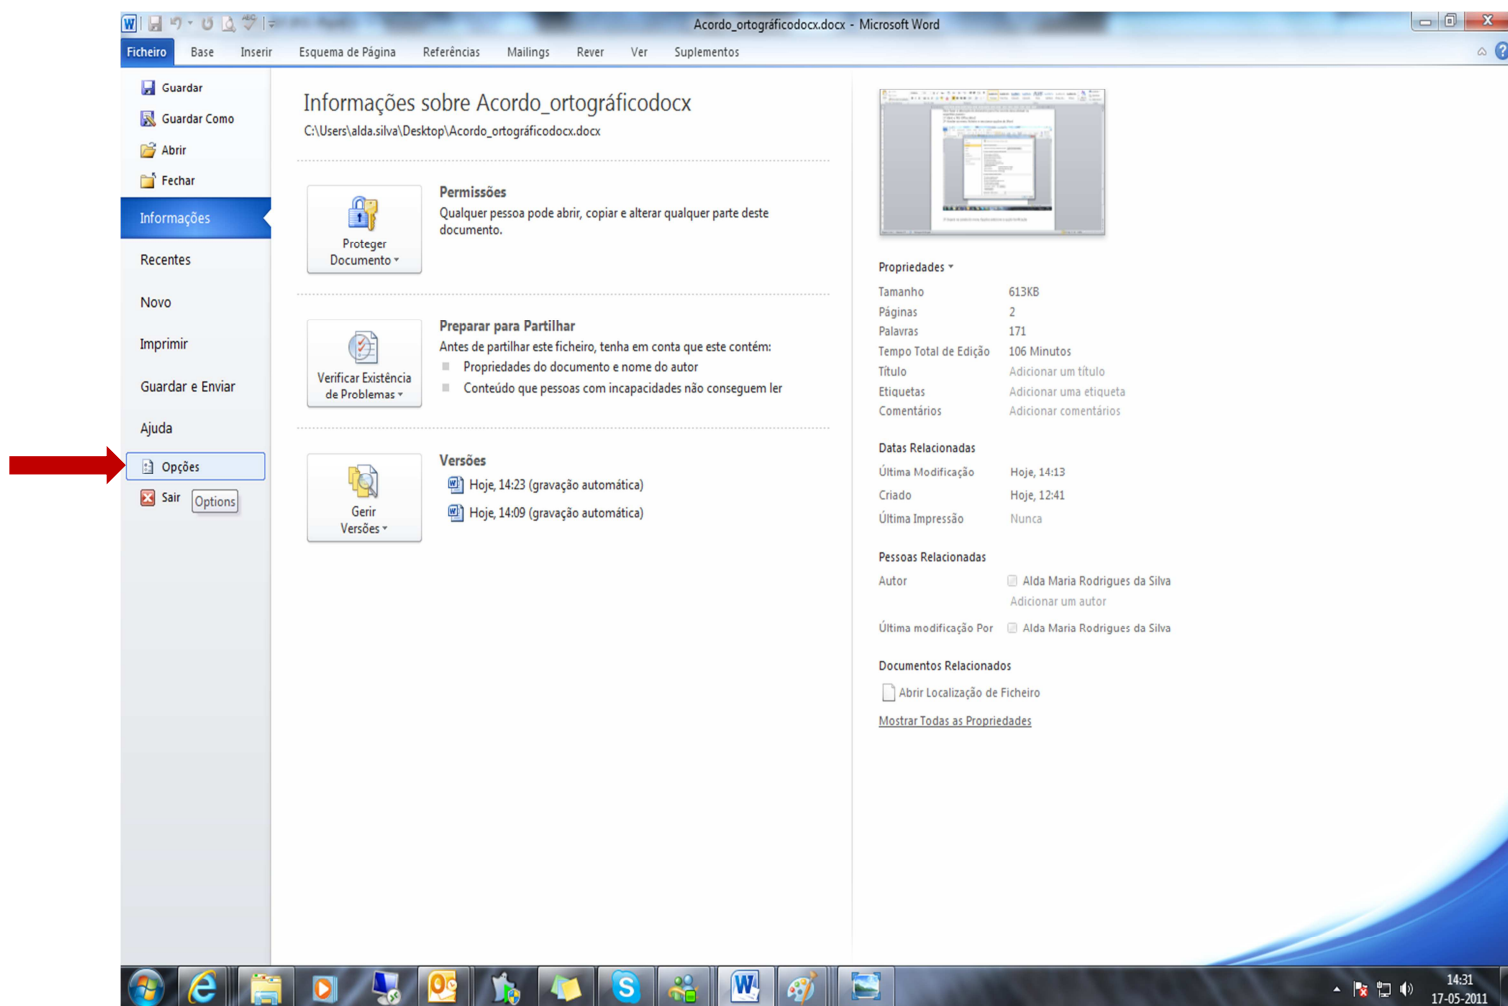 Acordo_ortográficodocx.docx - Microsoft Word
Ficheiro Base Inserir Esquema de Página Referências Mailings Rever Ver Suplementos
Guardar
Guardar Como
Abrir
Fechar
Informações
Recentes
Novo
Imprimir
Guardar e Enviar
Ajuda
Opções
Sair
Options
Informações sobre Acordo_ortográficodocx
C:\Users\alda.silva\Desktop\Acordo_ortográficodocx.docx
Proteger
Documento
Permissões
Qualquer pessoa pode abrir, copiar e alterar qualquer parte deste
documento.
Verificar Existência
de Problemas
Preparar para Partilhar
Antes de partilhar este ficheiro, tenha em conta que este contém:
Propriedades do documento e nome do autor
Conteúdo que pessoas com incapacidades não conseguem ler
Gerir
Versões
Versões
Hoje, 14:23 (gravação automática)
Hoje, 14:09 (gravação automática)
Propriedades
Tamanho 613KB
Páginas 2
Palavras 171
Tempo Total de Edição 106 Minutos
Título Adicionar um título
Etiquetas Adicionar uma etiqueta
Comentários Adicionar comentários
Datas Relacionadas
Última Modificação Hoje, 14:13
Criado Hoje, 12:41
Última Impressão Nunca
Pessoas Relacionadas
Autor Alda Maria Rodrigues da Silva
Adicionar um autor
Última modificação Por Alda Maria Rodrigues da Silva
Documentos Relacionados
Abrir Localização de Ficheiro
Mostrar Todas as Propriedades
14:31
17-05-2011